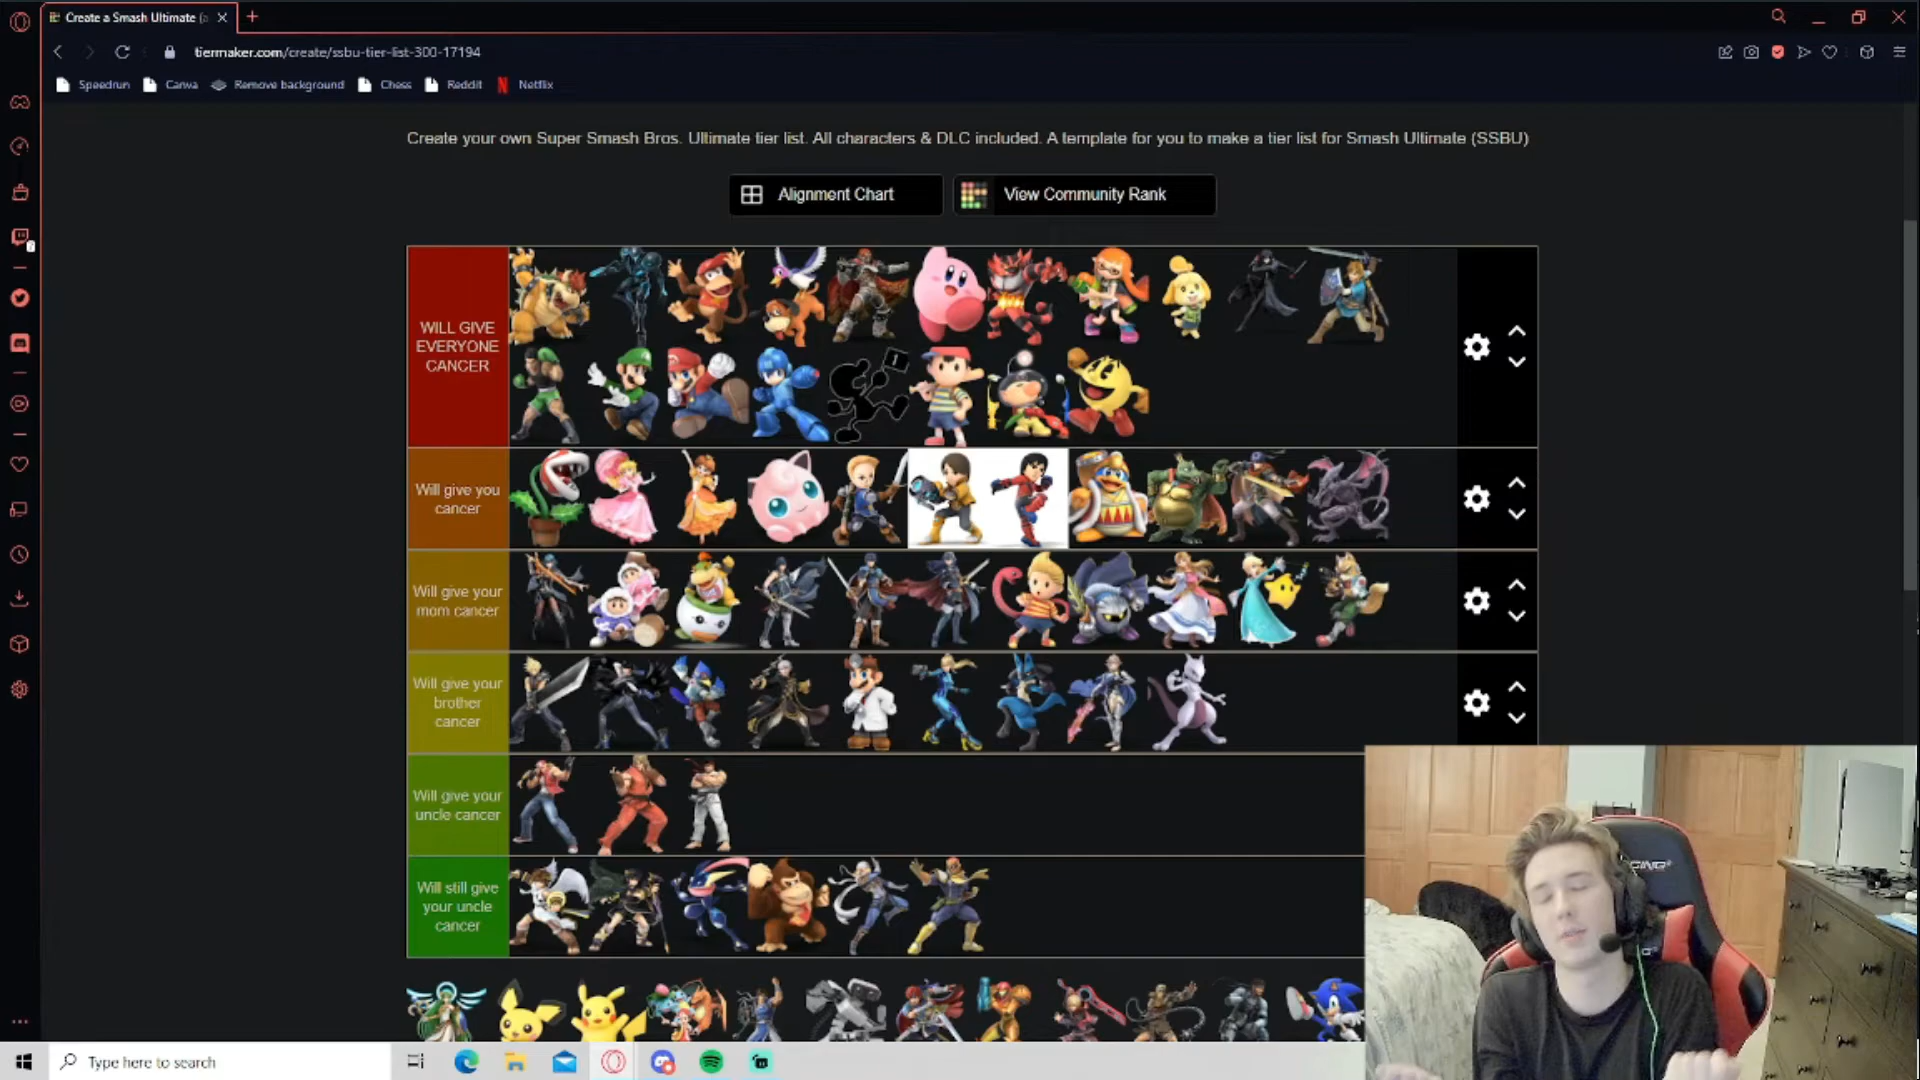 Create a Smash Ultimate (a
tiermaker.com/create/ssbu-tier-list-300-17194
Speedrun Canva Remove background Chess Reddit Netflix
Create your own Super Smash Bros. Ultimate tier list. All characters & DLC included. A template for you to make a tier list for Smash Ultimate (SSBU)
Alignment Chart View Community Rank
WILL GIVE
EVERYONE
CANCER
Will give you
cancer
Will give your
mom cancer
Will give your
brother
cancer
Will give your
uncle cancer
Will still give
your uncle
cancer
Type here to search